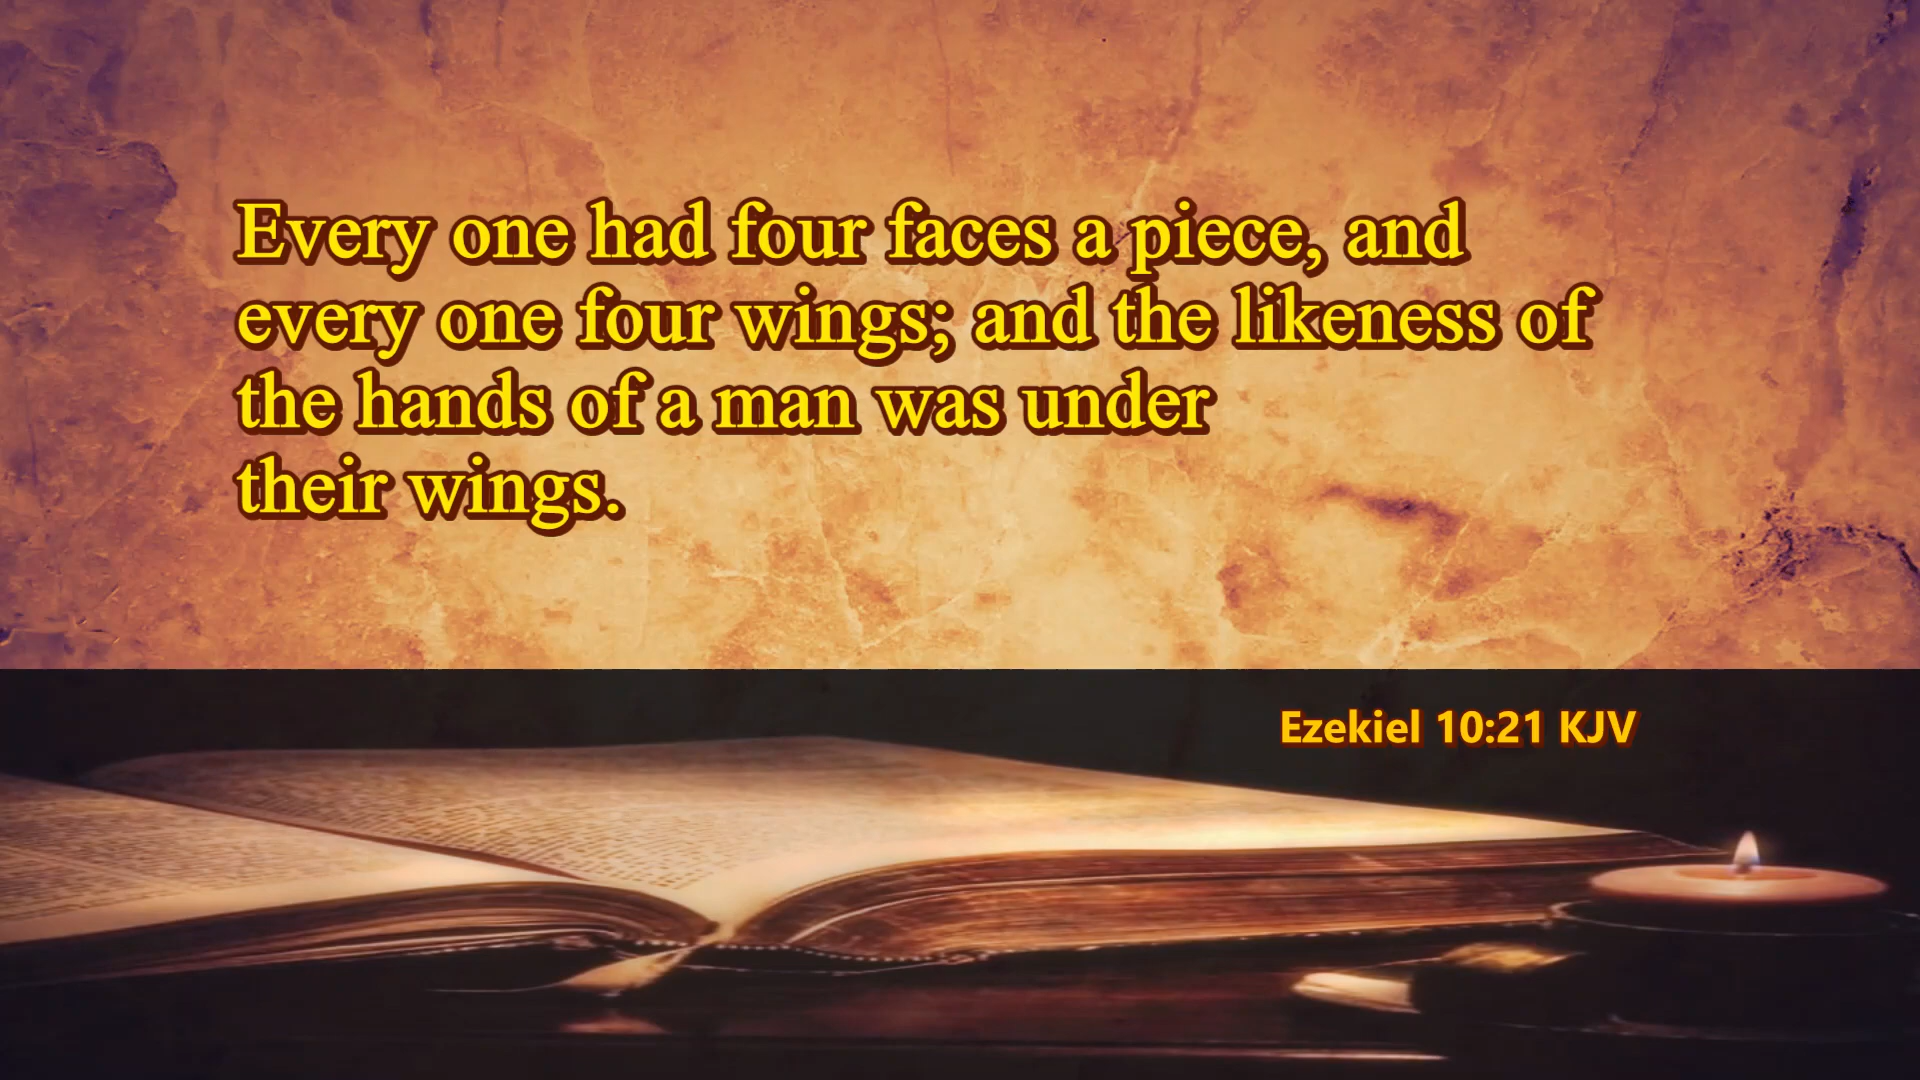 Every one had four faces a piece, and
every one four wings; and the likeness of
the hands of a man was under
their wings.
Ezekiel 10:21 KJV